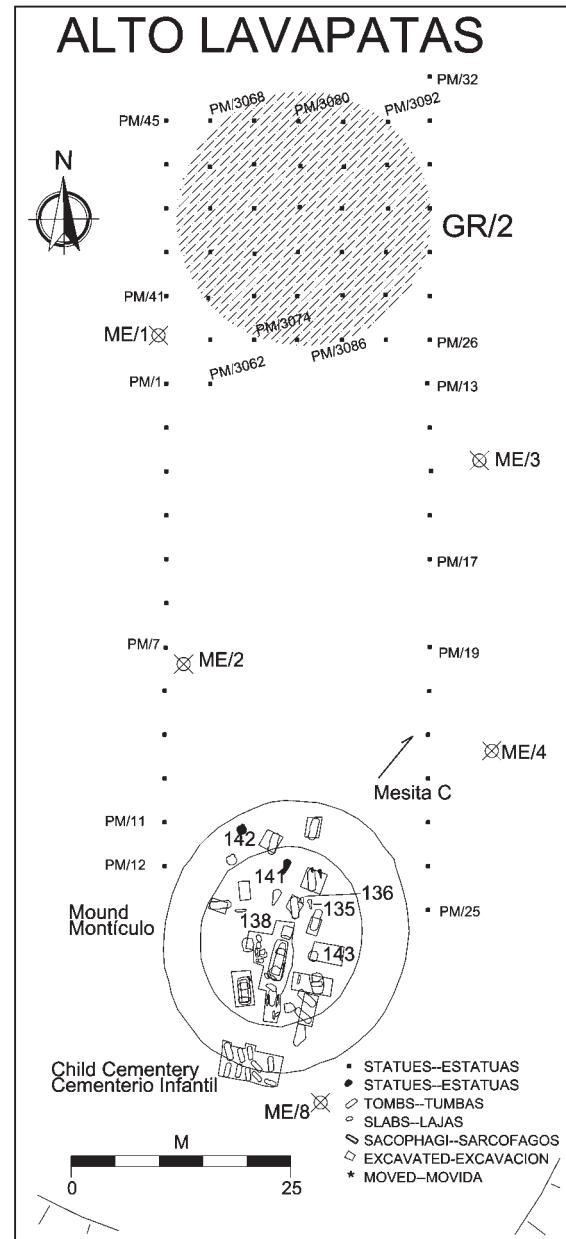 ALTO LAVAPATAS
PM/32
PM/3068
PM/3080
PM/3092
PM/45
N
GR/2
PM/41
ME/1
PM/3074
PM/3086
PM/26
PM/3062
PM/1
PM/13
ME/3
PM/17
PM/7
ME/2
PM/19
ME/4
Mesita C
PM/11
142
PM/12
141
136
135
PM/25
Mound
Montículo
138
143
Child Cementery
Cementerio Infantil
ME/8
STATUES--ESTATUAS
STATUES--ESTATUAS
TOMBS--TUMBAS
SLABS--LAJAS
SACOPHAGI--SARCOFAGOS
EXCAVATED-EXCAVACION
* MOVED--MOVIDA
M
0 25